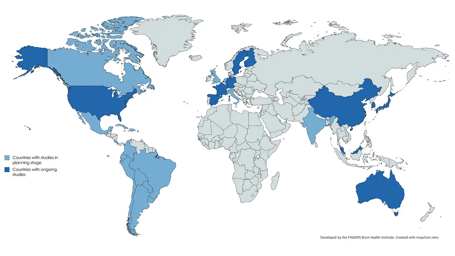 Countries with studies in
planning stage
Countries with ongoing
studies
Developed by the FINGERS Brain Health Institute. Created with mapchart.net©